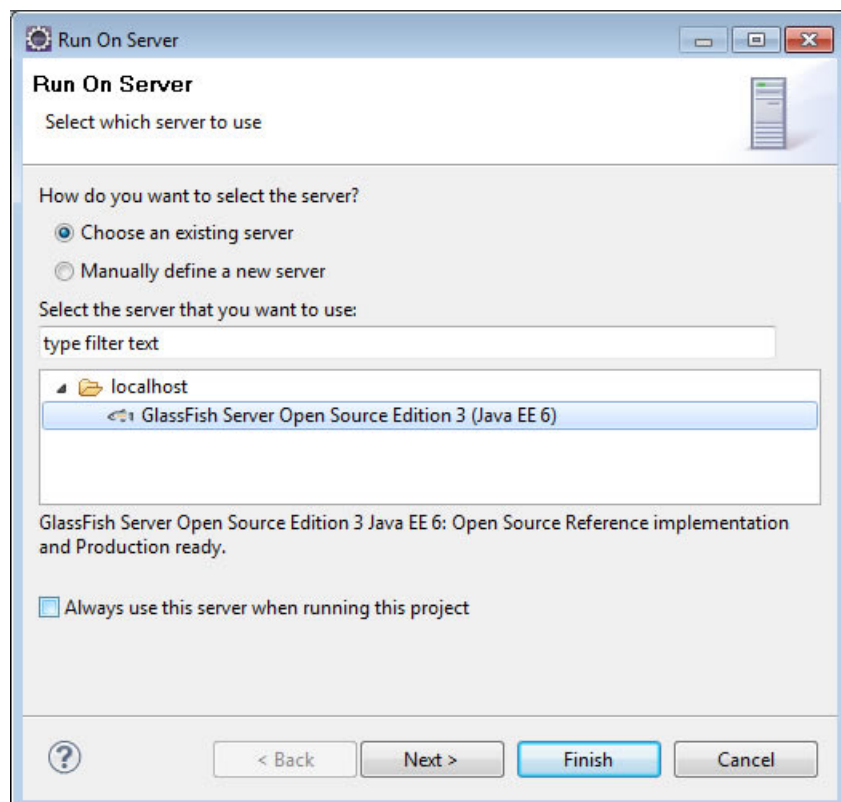 Run On Server
Run On Server
Select which server to use
How do you want to select the server?
Choose an existing server
Manually define a new server
Select the server that you want to use:
type filter text
localhost
GlassFish Server Open Source Edition 3 (Java EE 6)
GlassFish Server Open Source Edition 3 Java EE 6: Open Source Reference implementation
and Production ready.
Always use this server when running this project
?
< Back Next > Finish Cancel